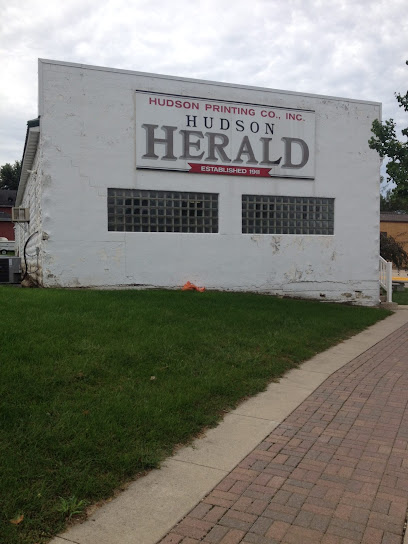 HUDSON PRINTING CO., INC.
HUDSON
HERALD
ESTABLISHED 1911